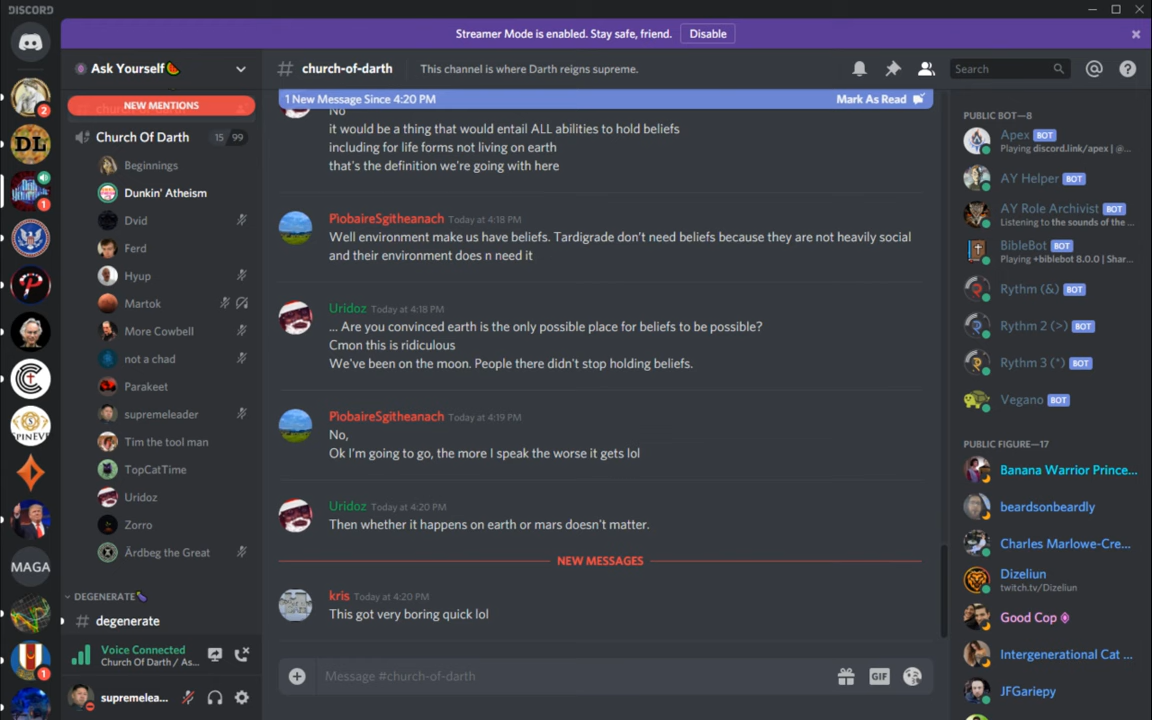 DISCORD
Streamer Mode is enabled. Stay safe, friend.
Disable
Ask Yourself
# church-of-darth
This channel is where Darth reigns supreme.
Search
NEW MENTIONS
Church Of Darth
15 99
Beginnings
Dunkin' Atheism
Dvid
Ferd
Hyup
Martok
More Cowbell
not a chad
Parakeet
supremeleader
Tim the tool man
TopCatTime
Uridoz
Zorro
Ärdbeg the Great
DEGENERATE
# degenerate
Voice Connected
Church Of Darth / As...
supremelea...
2
DL
1
MAGA
1
1 New Message Since 4:20 PM
Mark As Read
No
it would be a thing that would entail ALL abilities to hold beliefs
including for life forms not living on earth
that's the definition we're going with here
PiobaireSgitheanach Today at 4:18 PM
Well environment make us have beliefs. Tardigrade don't need beliefs because they are not heavily social
and their environment does n need it
Uridoz Today at 4:18 PM
... Are you convinced earth is the only possible place for beliefs to be possible?
Cmon this is ridiculous
We've been on the moon. People there didn't stop holding beliefs.
PiobaireSgitheanach Today at 4:19 PM
No,
Ok I'm going to go, the more I speak the worse it gets lol
Uridoz Today at 4:20 PM
Then whether it happens on earth or mars doesn't matter.
NEW MESSAGES
kris Today at 4:20 PM
This got very boring quick lol
Message #church-of-darth
GIF
PUBLIC BOT—8
Apex BOT
Playing discord.link/apex | @...
AY Helper BOT
AY Role Archivist BOT
Listening to the sounds of the ...
BibleBot BOT
Playing +biblebot 8.0.0 | Shar...
Rythm (&) BOT
Rythm 2 (>) BOT
Rythm 3 (*) BOT
Vegano BOT
PUBLIC FIGURE—17
Banana Warrior Prince...
beardsonbeardly
Charles Marlowe-Cre...
Dizeliun
twitch.tv/Dizeliun
Good Cop
Intergenerational Cat ...
JFGariepy